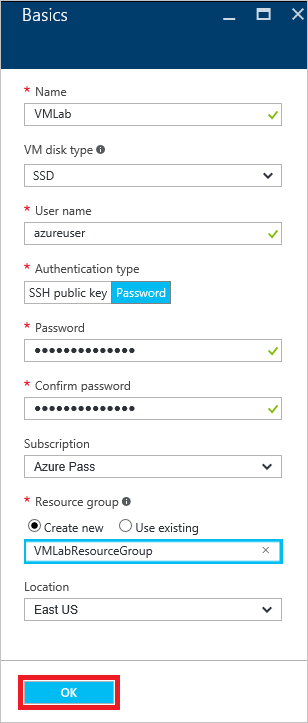 Basics
* Name
VMLab
VM disk type
SSD
* User name
azureuser
* Authentication type
SSH public key Password
* Password
••••••••••••••
* Confirm password
••••••••••••••
Subscription
Azure Pass
* Resource group
Create new Use existing
VMLabResourceGroup
Location
East US
OK